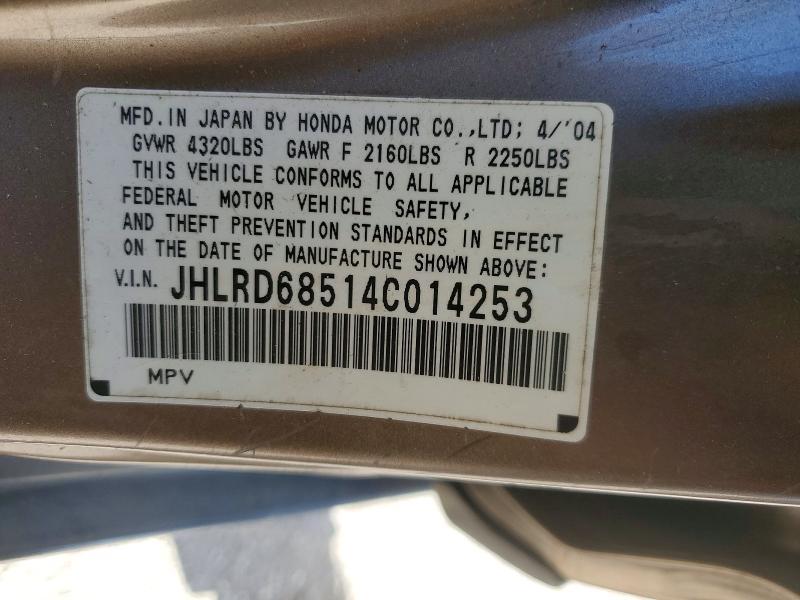 MFD. IN JAPAN BY HONDA MOTOR CO.,LTD; 4/'04
GVWR 4320LBS GAWR F 2160LBS R 2250LBS
THIS VEHICLE CONFORMS TO ALL APPLICABLE
FEDERAL MOTOR VEHICLE SAFETY,
AND THEFT PREVENTION STANDARDS IN EFFECT
ON THE DATE OF MANUFACTURE SHOWN ABOVE:
V.I.N. JHLRD68514C014253
MPV